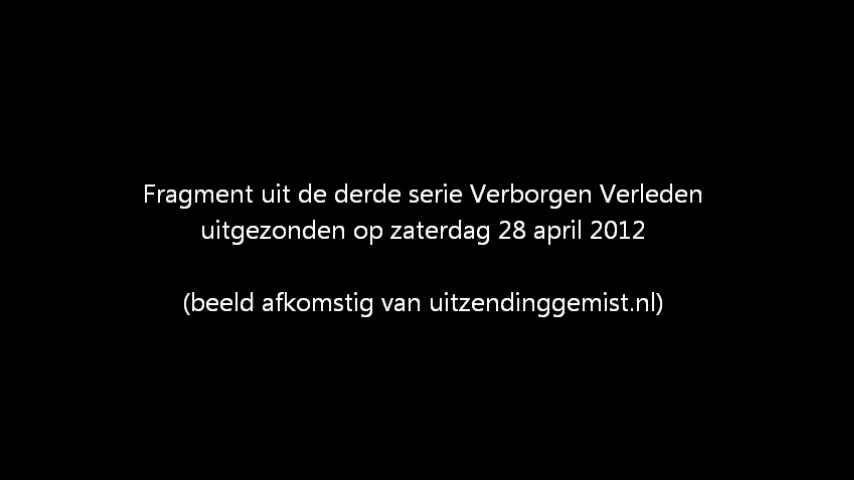 Fragment uit de derde serie Verborgen Verleden
uitgezonden op zaterdag 28 april 2012
(beeld afkomstig van uitzendinggemist.nl)